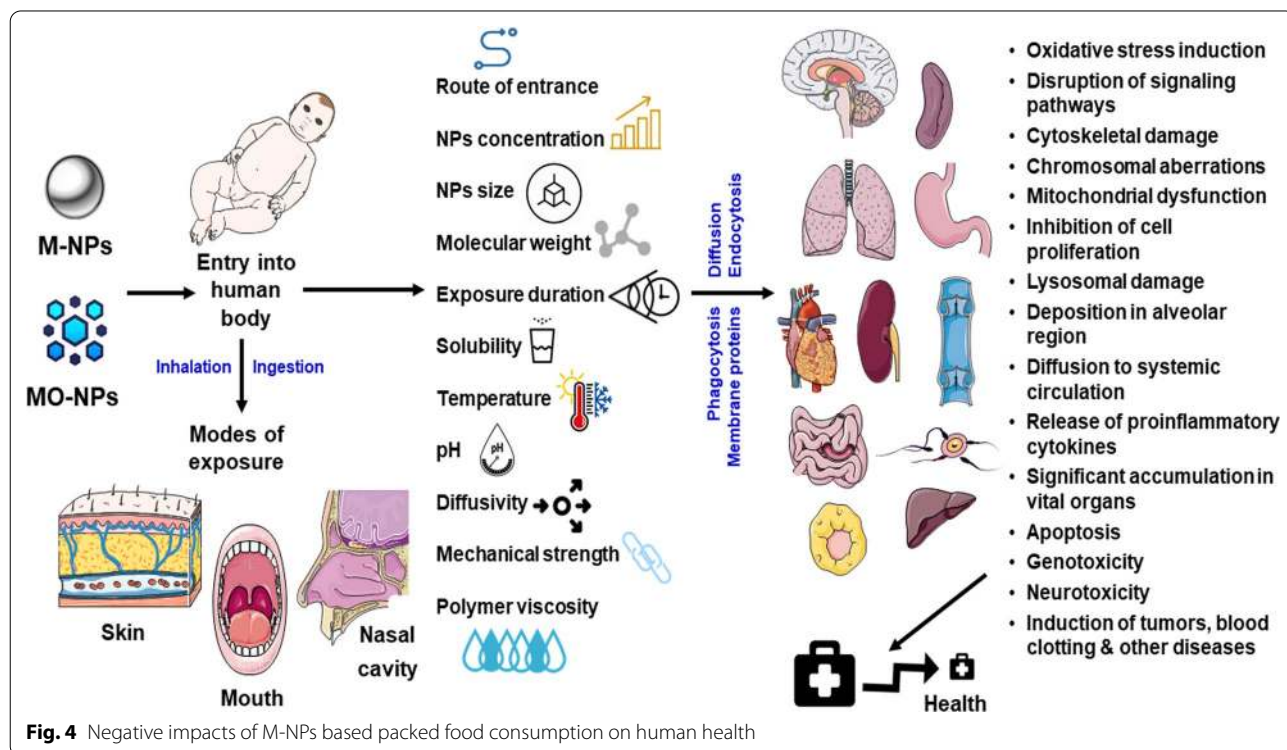 M-NPs
MO-NPs
Entry into
human
body
Inhalation
Ingestion
Modes of
exposure
Skin
Mouth
Nasal
cavity
Route of entrance
NPs concentration
NPs size
Molecular weight
Exposure duration
Solubility
Temperature
pH
pH
Diffusivity
Mechanical strength
Polymer viscosity
Diffusion
Endocytosis
Phagocytosis
Membrane proteins
• Oxidative stress induction
• Disruption of signaling
pathways
• Cytoskeletal damage
• Chromosomal aberrations
• Mitochondrial dysfunction
• Inhibition of cell
proliferation
• Lysosomal damage
• Deposition in alveolar
region
• Diffusion to systemic
circulation
• Release of proinflammatory
cytokines
• Significant accumulation in
vital organs
• Apoptosis
• Genotoxicity
• Neurotoxicity
• Induction of tumors, blood
clotting & other diseases
Health
Fig. 4 Negative impacts of M-NPs based packed food consumption on human health